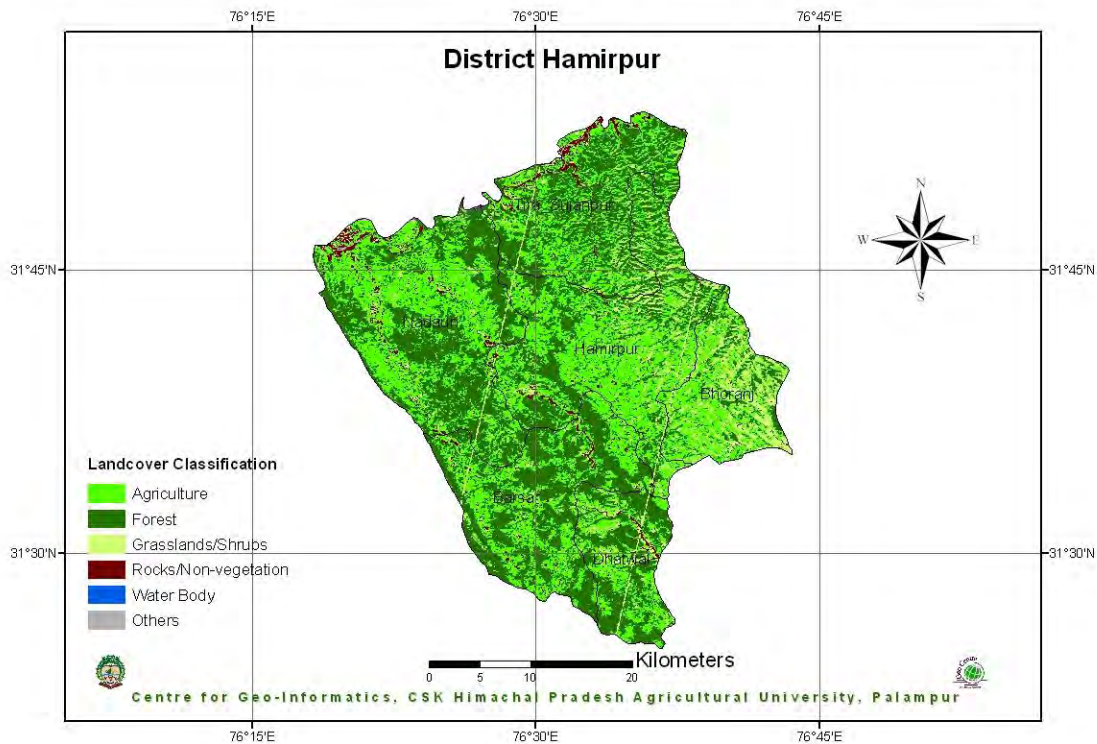 76°15'E 76°30'E 76°45'E
District Hamirpur
N
W E
S
31°45'N 31°45'N
Nadaun
Hamirpur
Bhoranj
Landcover Classification
Agriculture
Forest
Grasslands/Shrubs
Rocks/Non-vegetation
Water Body
Others
31°30'N 31°30'N
Kilometers
0 5 10 20
Centre for Geo-Informatics, CSK Himachal Pradesh Agricultural University, Palampur
76°15'E 76°30'E 76°45'E